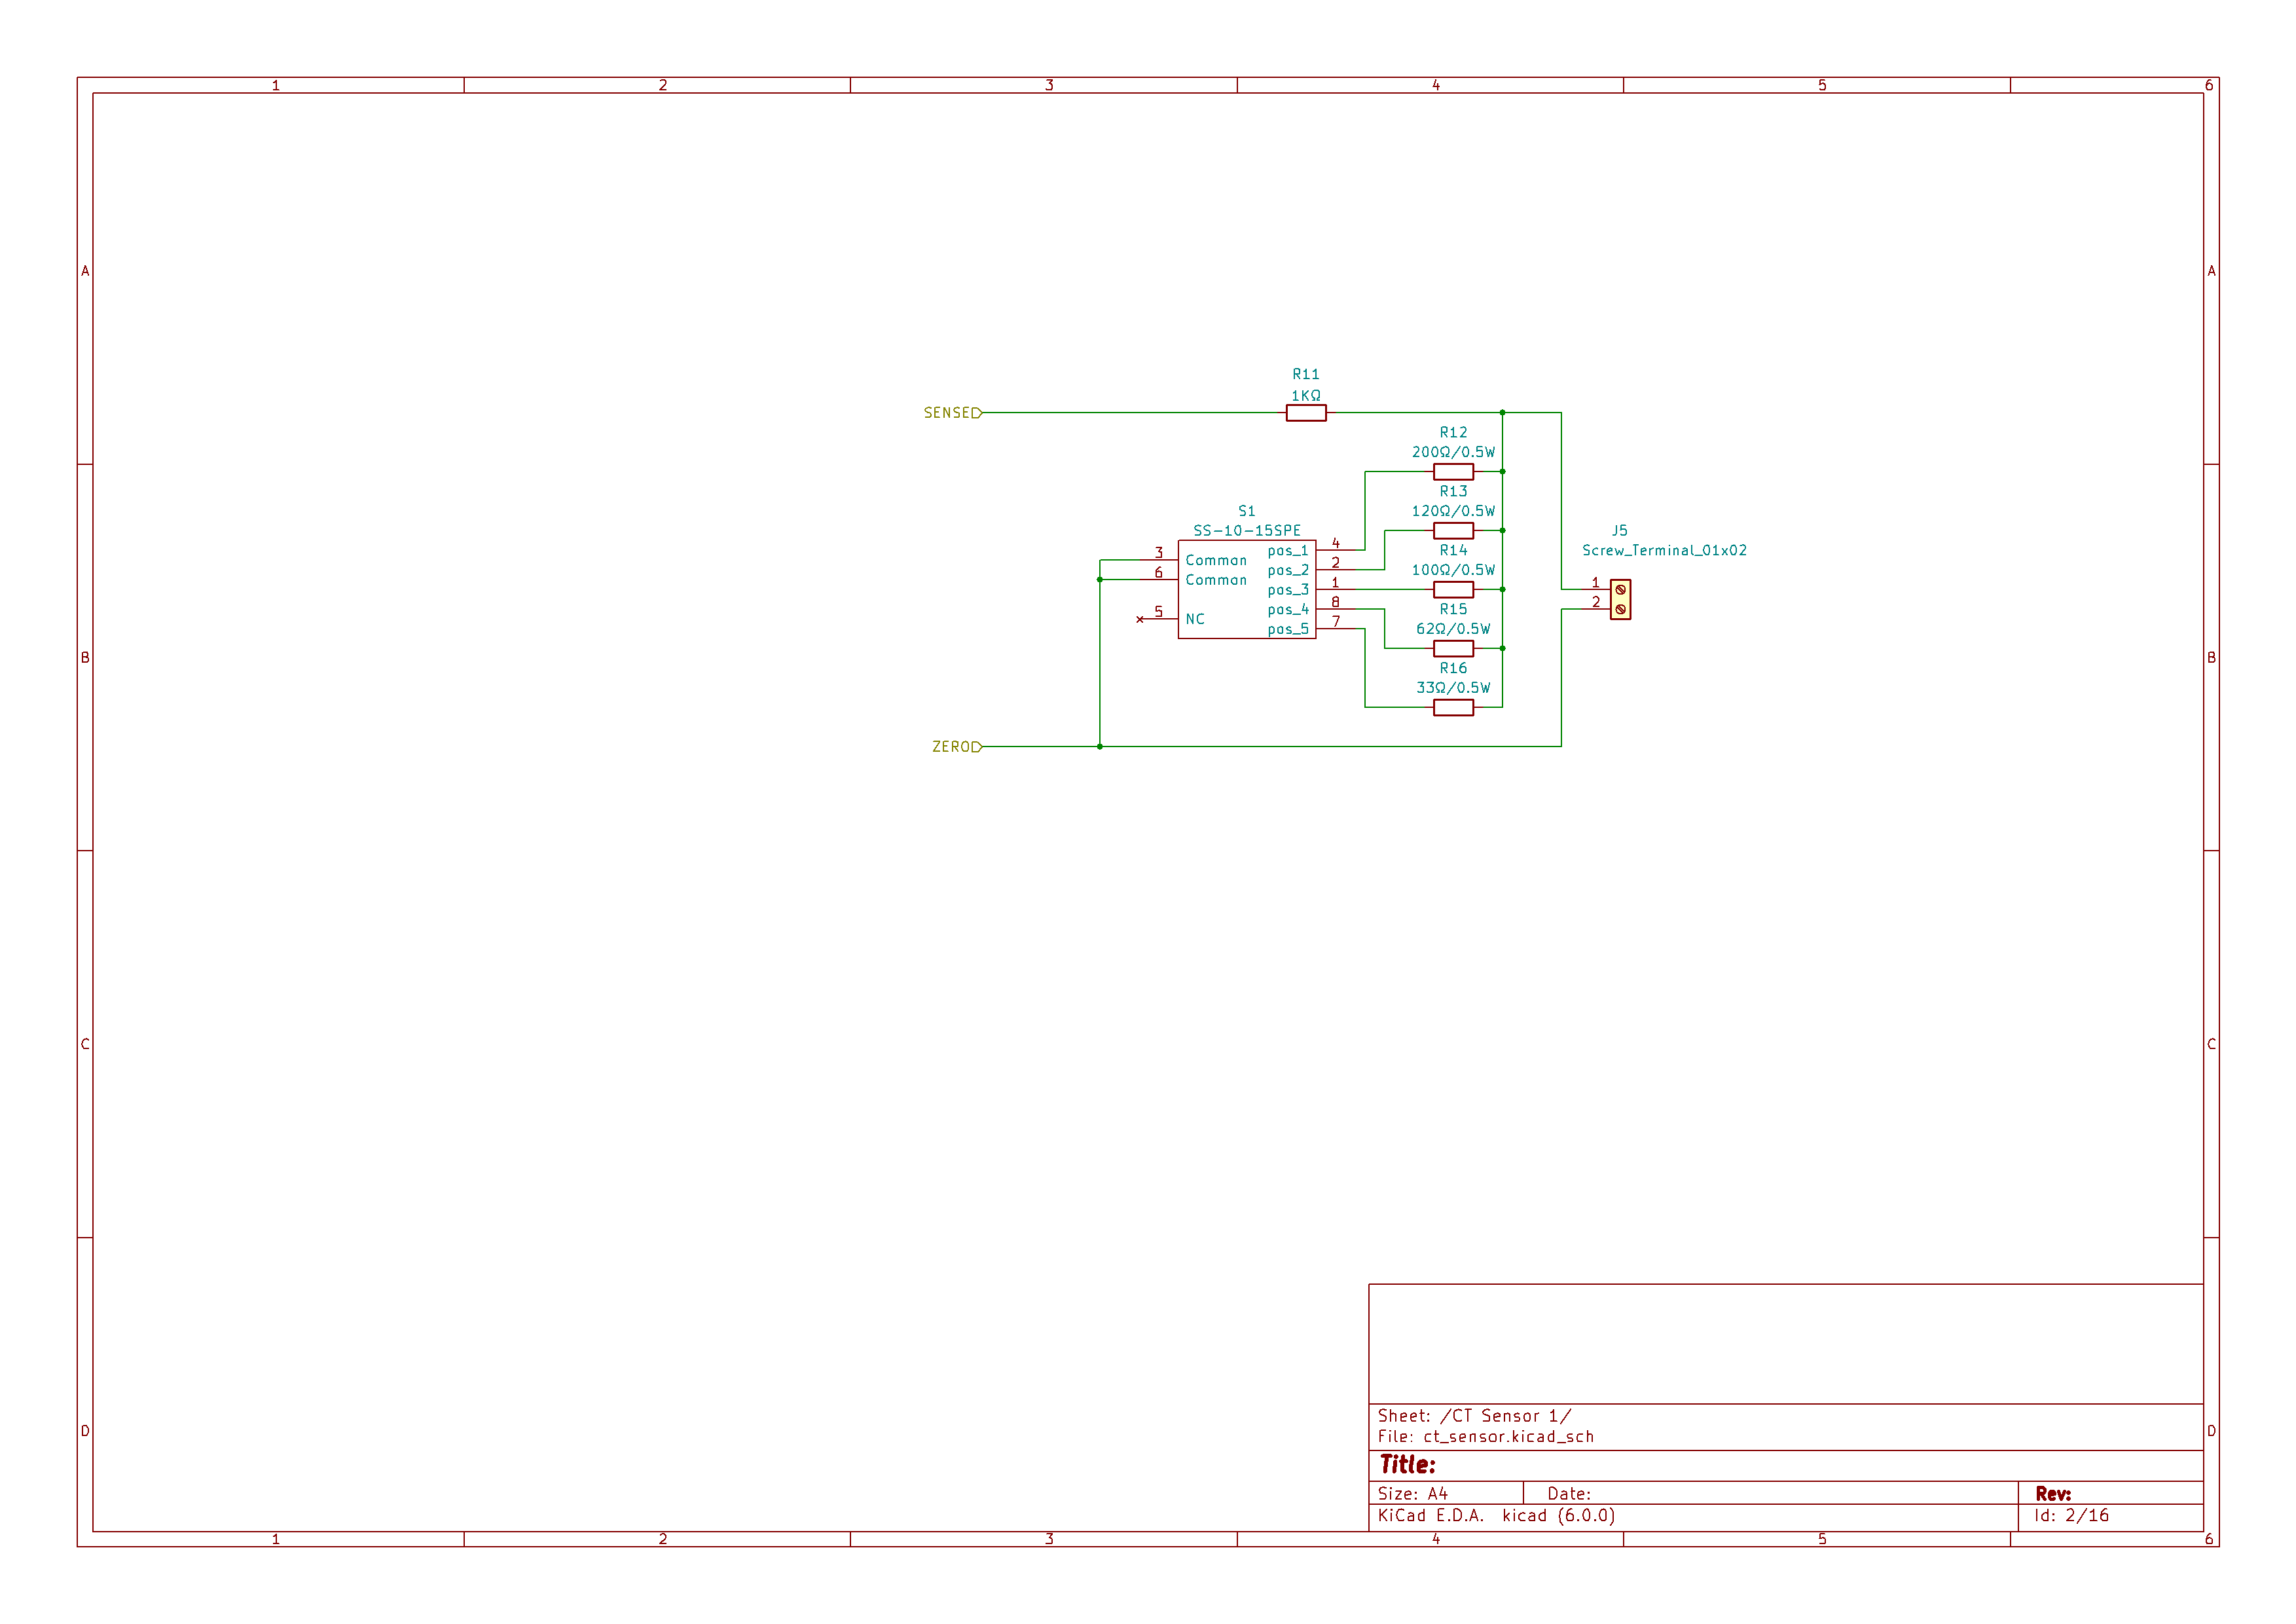 1 2 3 4 5 6
A A
R11
1KΩ
SENSE
R12
200Ω/0.5W
R13
120Ω/0.5W
S1
SS-10-15SPE
J5
Screw_Terminal_01x02
R14
100Ω/0.5W
3 Common
6 Common
5 NC
pos_1 4
pos_2 2
pos_3 1
pos_4 8
pos_5 7
1
2
R15
62Ω/0.5W
R16
33Ω/0.5W
B B
ZERO
C C
D D
Sheet: /CT Sensor 1/
File: ct_sensor.kicad_sch
Title:
Size: A4 Date: Rev:
KiCad E.D.A. kicad (6.0.0) Id: 2/16
1 2 3 4 5 6